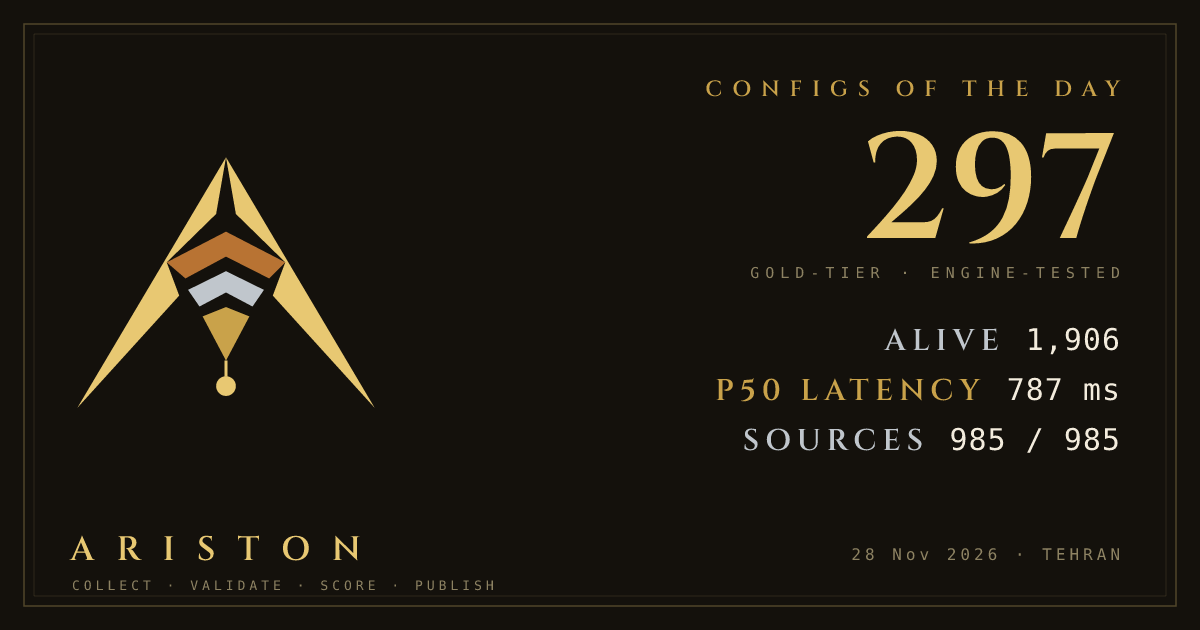 CONFIGS OF THE DAY
297
GOLD-TIER · ENGINE-TESTED
ALIVE 1,906
P50 LATENCY 787 ms
SOURCES 985 / 985
ARISTON
COLLECT · VALIDATE · SCORE · PUBLISH
28 Nov 2026 · TEHRAN